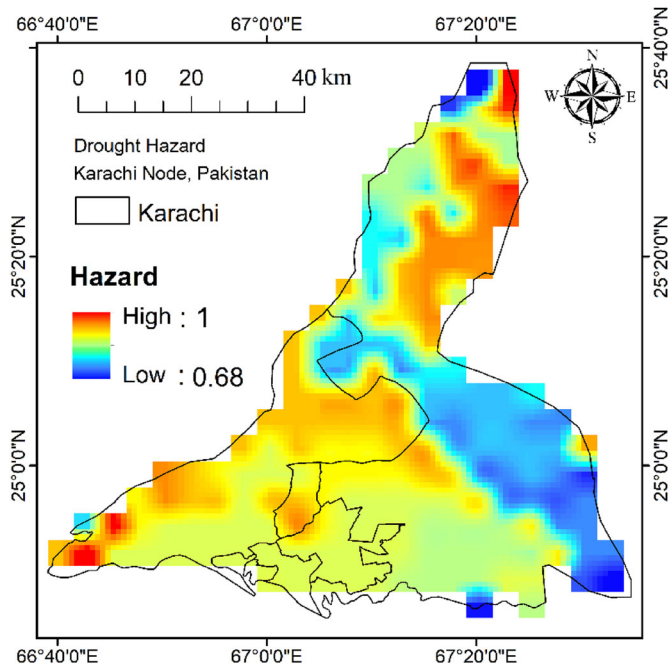 66°40'0"E 67°0'0"E 67°20'0"E
25°40'0"N
25°40'0"N
0 10 20 40 km
N
W E
S
Drought Hazard
Karachi Node, Pakistan
Karachi
25°20'0"N
25°20'0"N
Hazard
High : 1
Low : 0.68
25°0'0"N
25°0'0"N
66°40'0"E 67°0'0"E 67°20'0"E